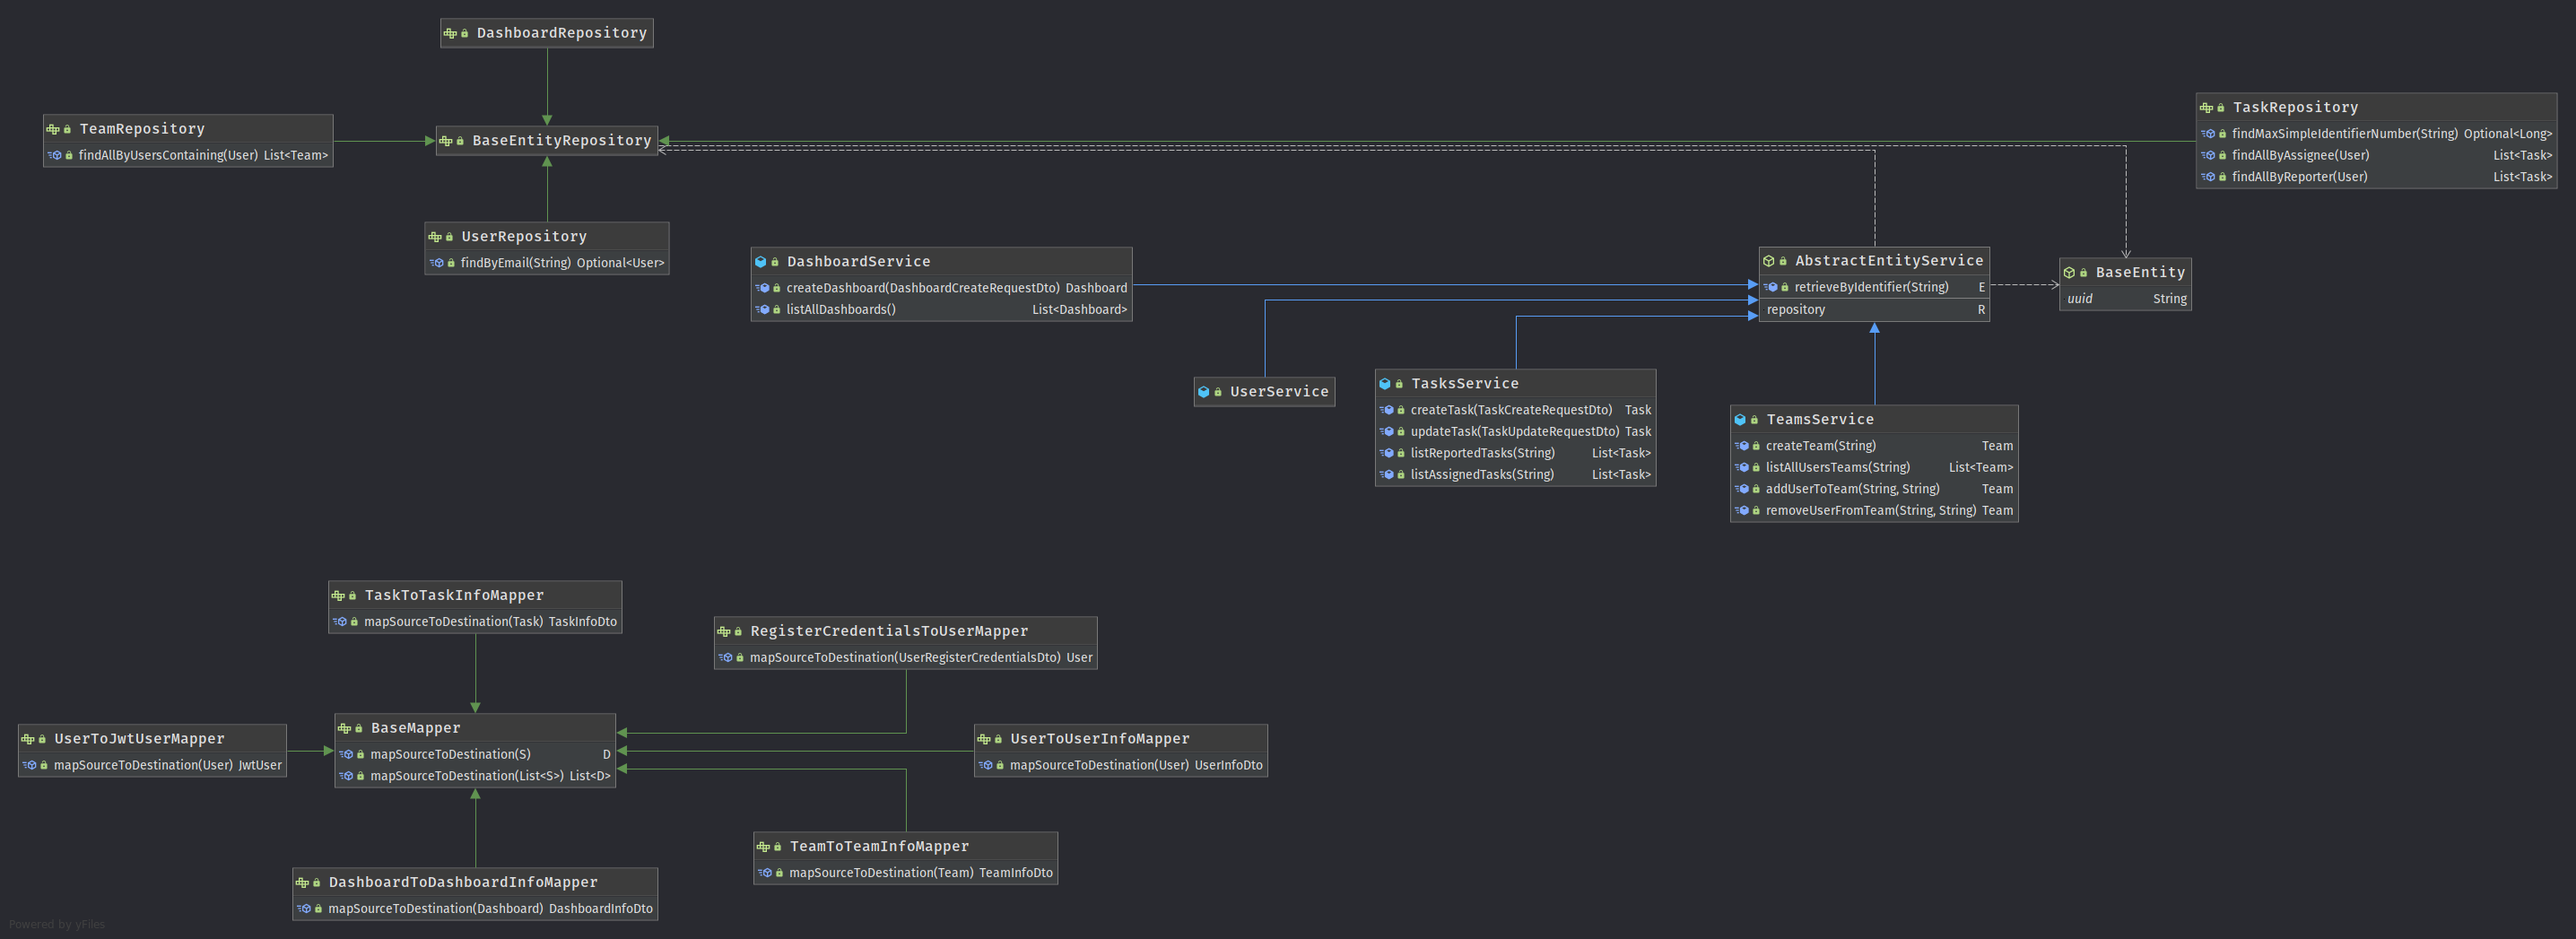 DashboardRepository
TaskRepository
findMaxSimpleIdentifierNumber(String) Optional<Long>
findAllByAssignee(User) List<Task>
findAllByReporter(User) List<Task>
TeamRepository
findAllByUsersContaining(User) List<Team>
BaseEntityRepository
UserRepository
findByEmail(String) Optional<User>
DashboardService
createDashboard(DashboardCreateRequestDto) Dashboard
listAllDashboards() List<Dashboard>
AbstractEntityService
retrieveByIdentifier(String) E
repository R
BaseEntity
uuid String
UserService
TasksService
createTask(TaskCreateRequestDto) Task
updateTask(TaskUpdateRequestDto) Task
listReportedTasks(String) List<Task>
listAssignedTasks(String) List<Task>
TeamsService
createTeam(String) Team
listAllUsersTeams(String) List<Team>
addUserToTeam(String, String) Team
removeUserFromTeam(String, String) Team
TaskToTaskInfoMapper
mapSourceToDestination(Task) TaskInfoDto
RegisterCredentialsToUserMapper
mapSourceToDestination(UserRegisterCredentialsDto) User
UserToJwtUserMapper
mapSourceToDestination(User) JwtUser
BaseMapper
mapSourceToDestination(S) D
mapSourceToDestination(List<S>) List<D>
UserToUserInfoMapper
mapSourceToDestination(User) UserInfoDto
TeamToTeamInfoMapper
mapSourceToDestination(Team) TeamInfoDto
DashboardToDashboardInfoMapper
mapSourceToDestination(Dashboard) DashboardInfoDto
Powered by yFiles